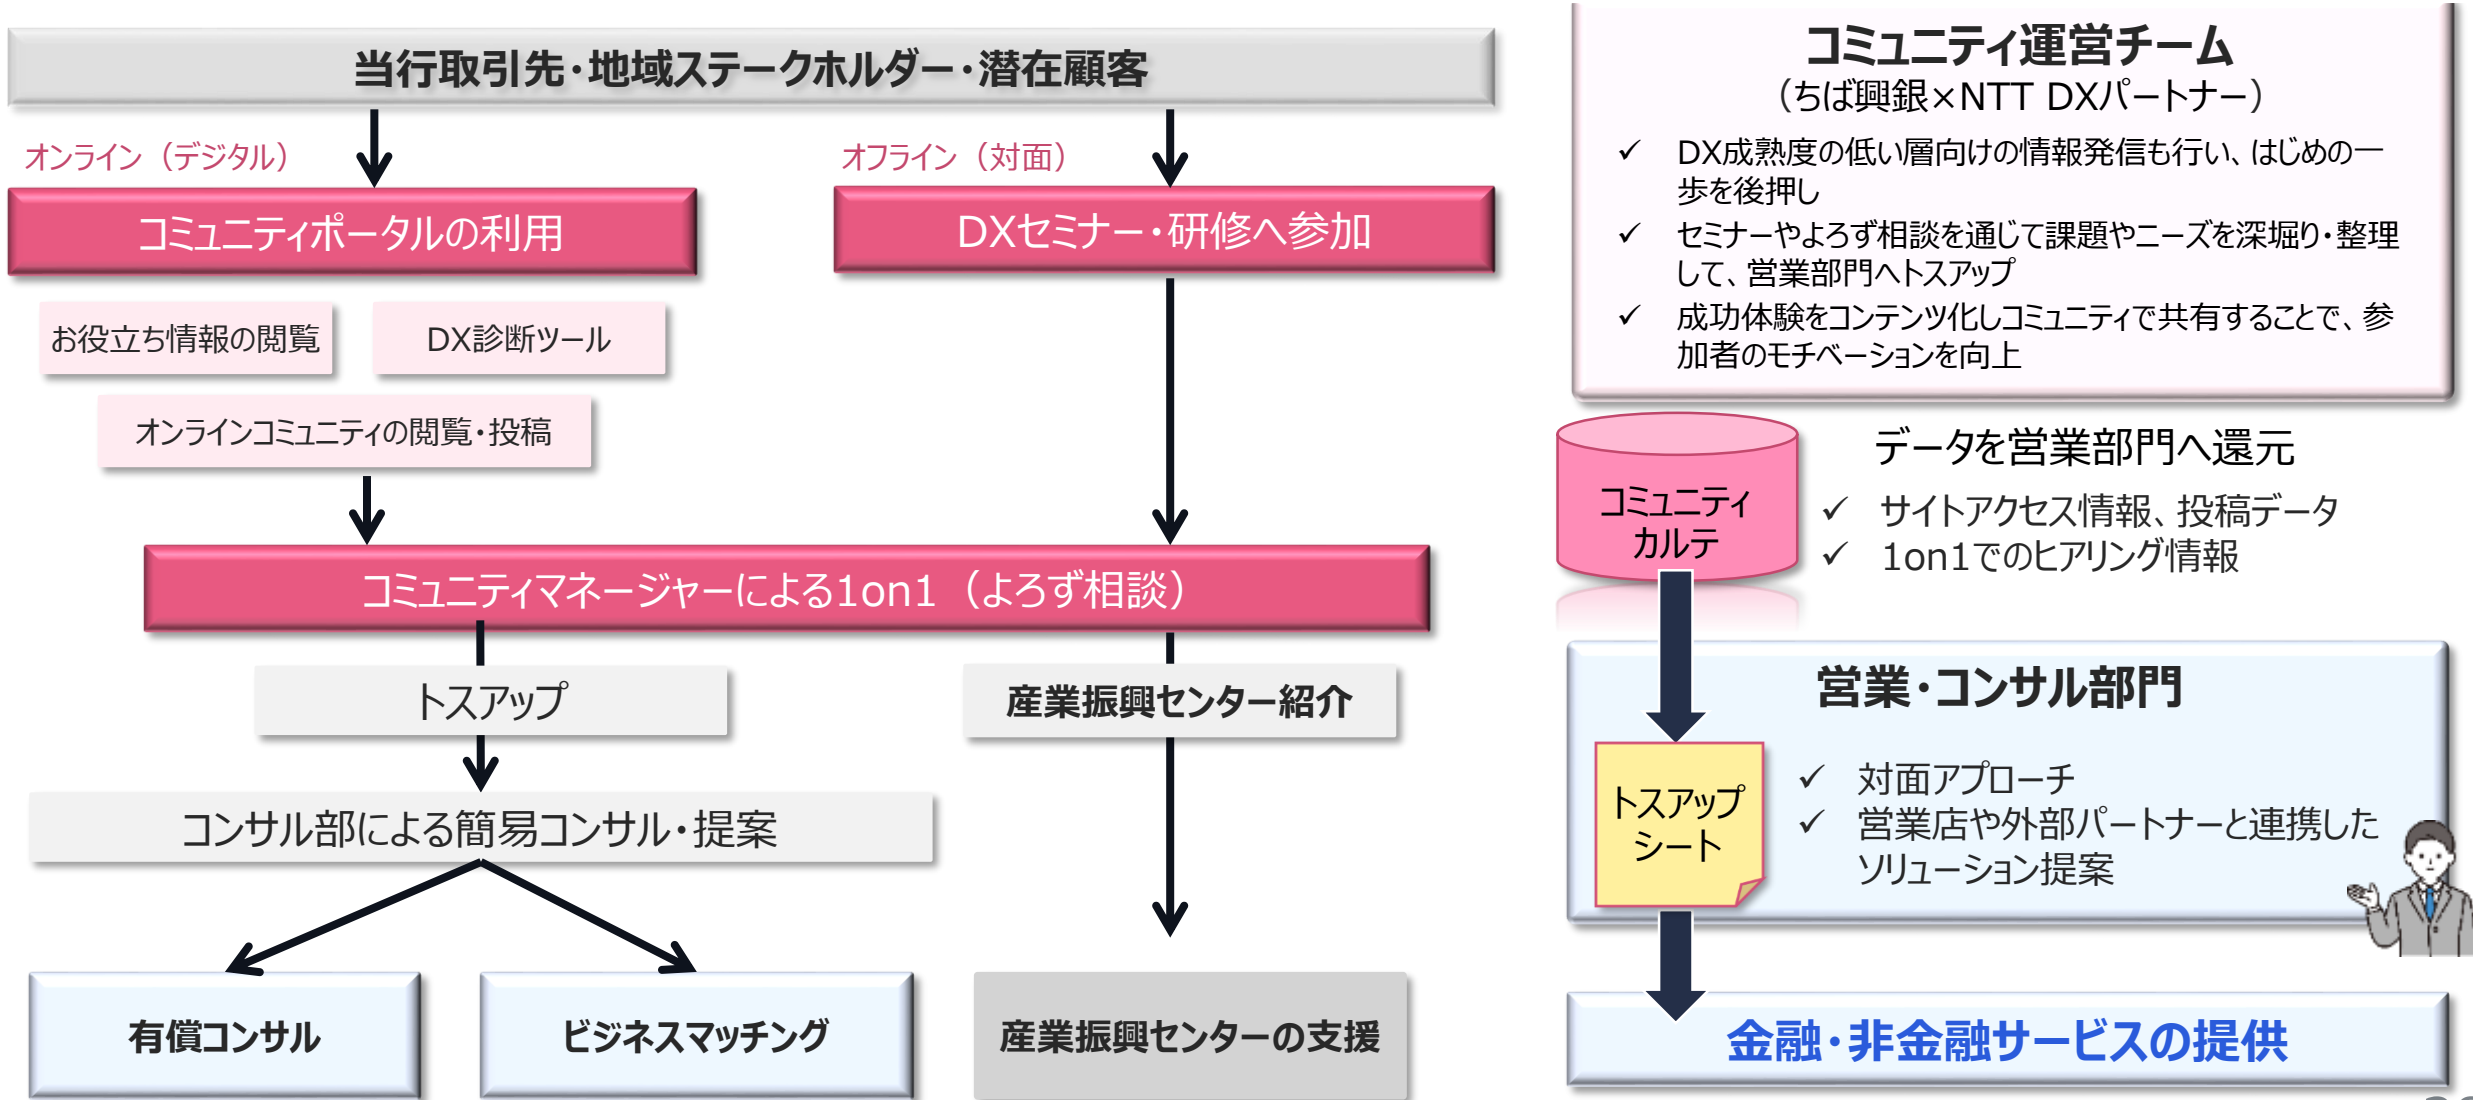 当行取引先・地域ステークホルダー・潜在顧客
オンライン（デジタル）
オフライン（対面）
コミュニティポータルの利用
DXセミナー・研修へ参加
お役立ち情報の閲覧
DX診断ツール
オンラインコミュニティの閲覧・投稿
コミュニティマネージャーによる1on1（よろず相談）
トスアップ
産業振興センター紹介
コンサル部による簡易コンサル・提案
有償コンサル
ビジネスマッチング
産業振興センターの支援
コミュニティ運営チーム
（ちば興銀×NTT DXパートナー）
✓ DX成熟度の低い層向けの情報発信も行い、はじめの一
歩を後押し
✓ セミナーやよろず相談を通じて課題やニーズを深堀り・整理
して、営業部門へトスアップ
✓ 成功体験をコンテンツ化しコミュニティで共有することで、参
加者のモチベーションを向上
コミュニティ
カルテ
データを営業部門へ還元
✓ サイトアクセス情報、投稿データ
✓ 1on1でのヒアリング情報
営業・コンサル部門
トスアップ
シート
✓ 対面アプローチ
✓ 営業店や外部パートナーと連携した
ソリューション提案
金融・非金融サービスの提供